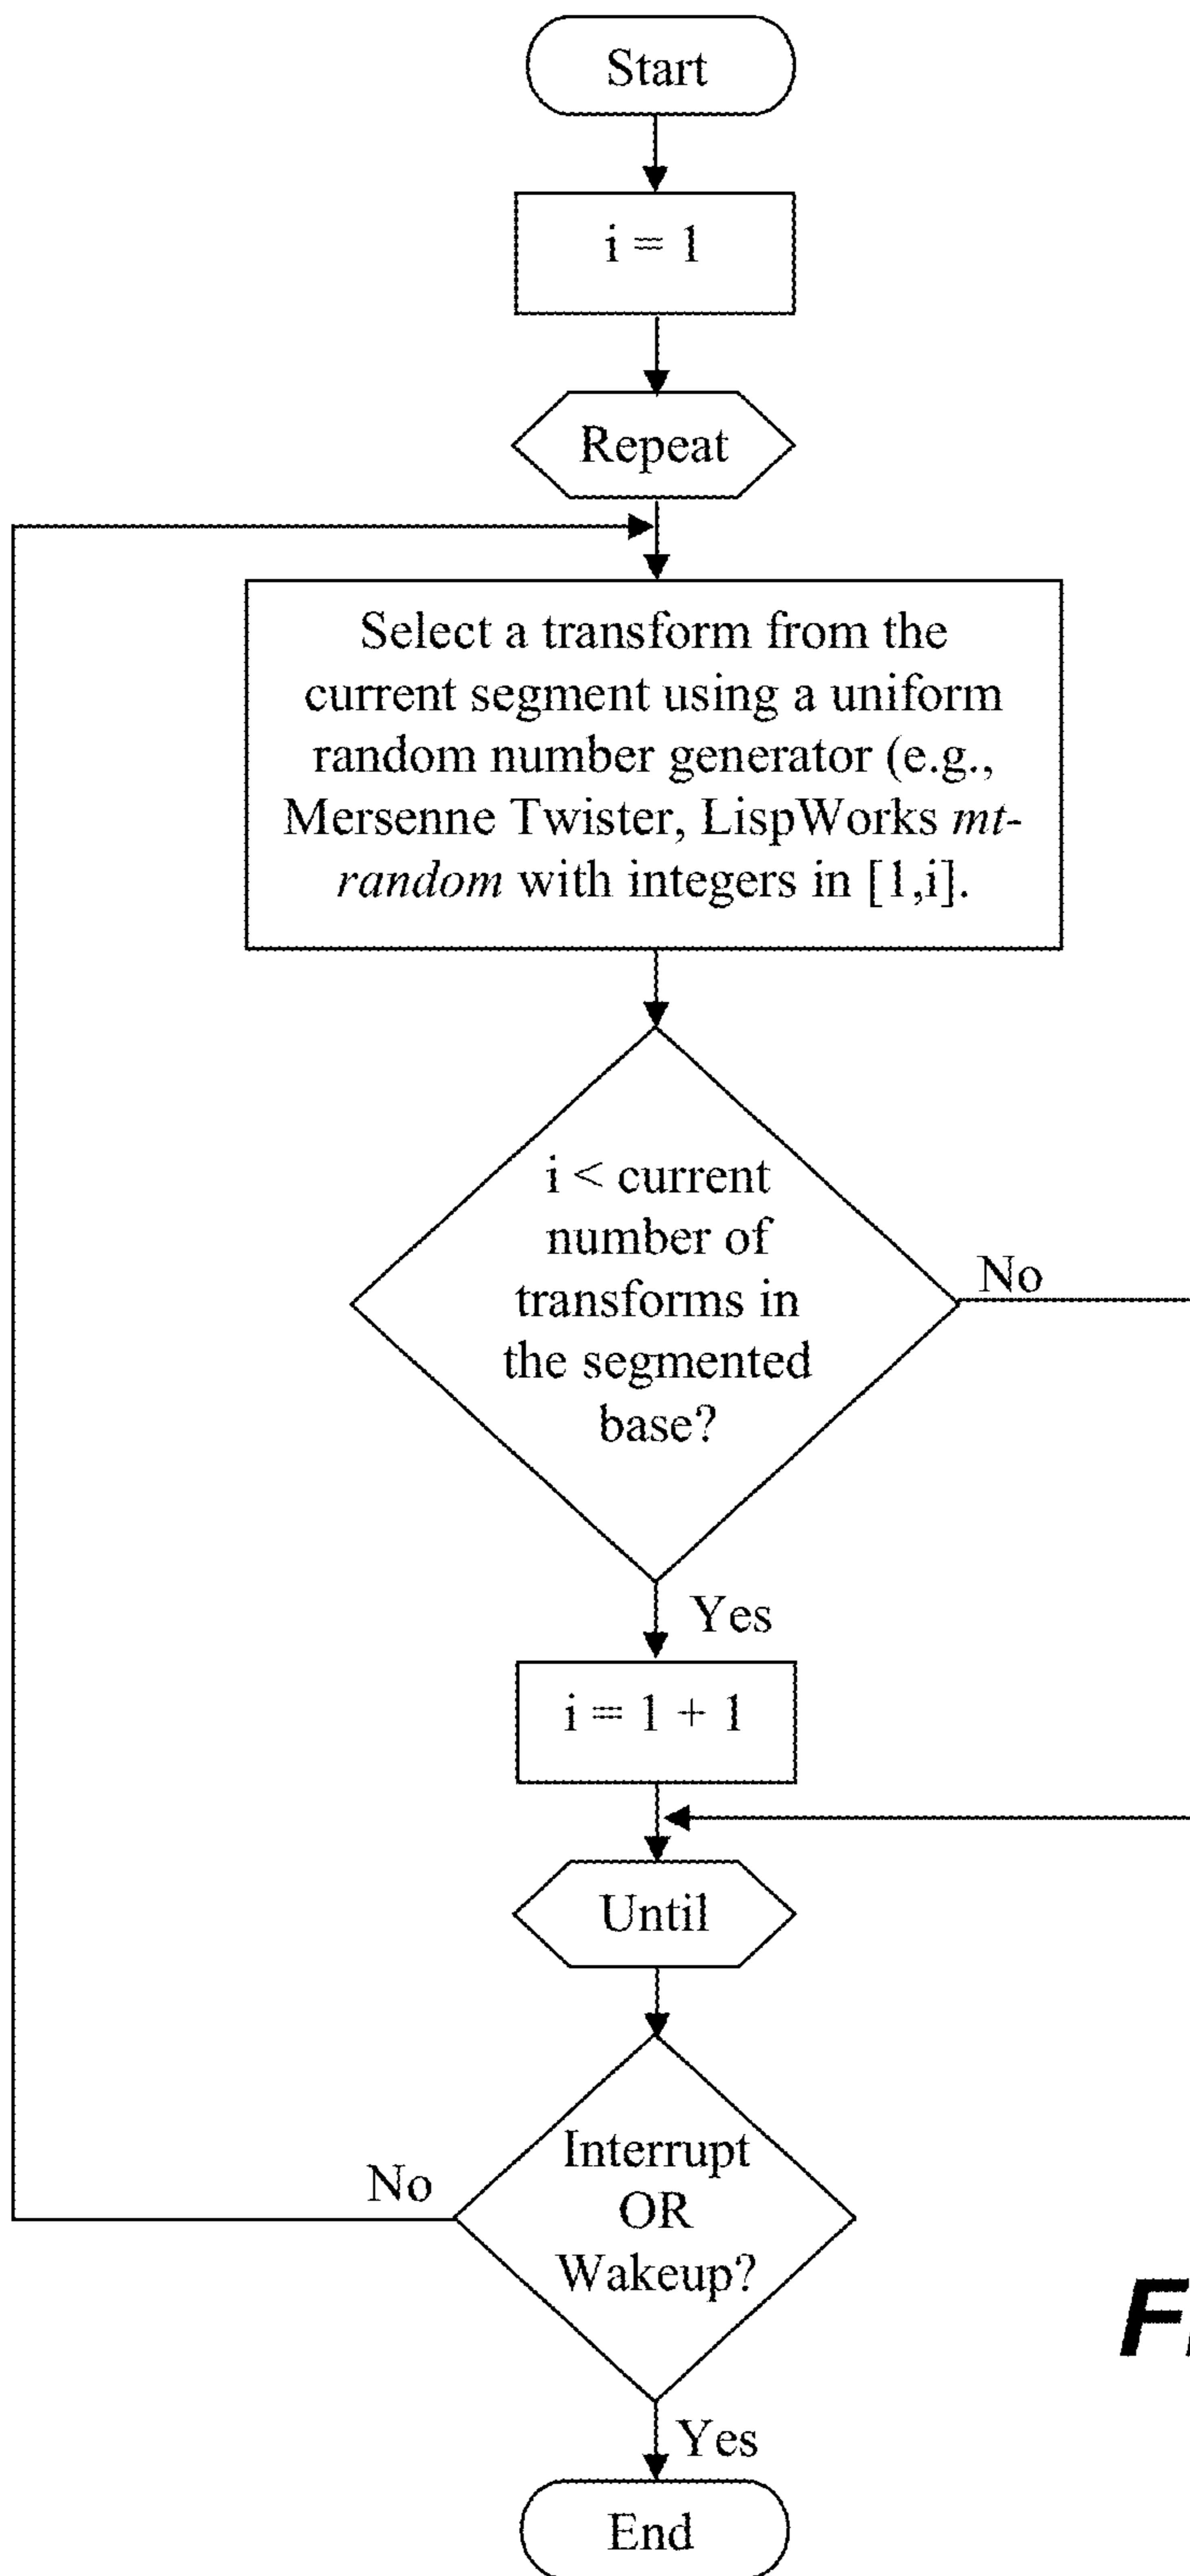 Start
i = 1
Repeat
Select a transform from the
current segment using a uniform
random number generator (e.g.,
Mersenne Twister, LispWorks mt-
random with integers in [1,i].
i < current
number of
transforms in
the segmented
base?
No
Yes
i = 1 + 1
Until
Interrupt
OR
Wakeup?
No
Yes
End